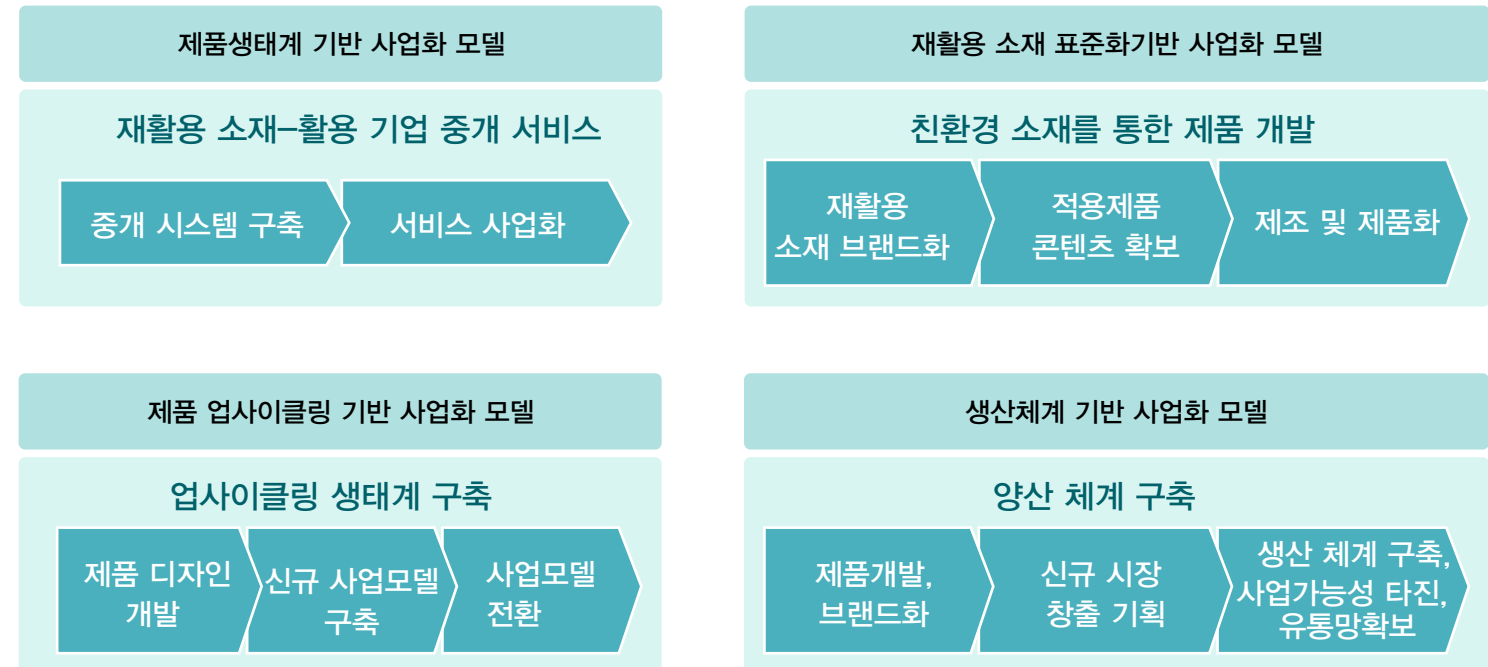 제품생태계 기반 사업화 모델
재활용 소재-활용 기업 중개 서비스
중개 시스템 구축
서비스 사업화
재활용 소재 표준화기반 사업화 모델
친환경 소재를 통한 제품 개발
재활용
소재 브랜드화
적용제품
콘텐츠 확보
제조 및 제품화
제품 업사이클링 기반 사업화 모델
업사이클링 생태계 구축
제품 디자인
개발
신규 사업모델
구축
사업모델
전환
생산체계 기반 사업화 모델
양산 체계 구축
제품개발,
브랜드화
신규 시장
창출 기획
생산 체계 구축,
사업가능성 타진,
유통망확보